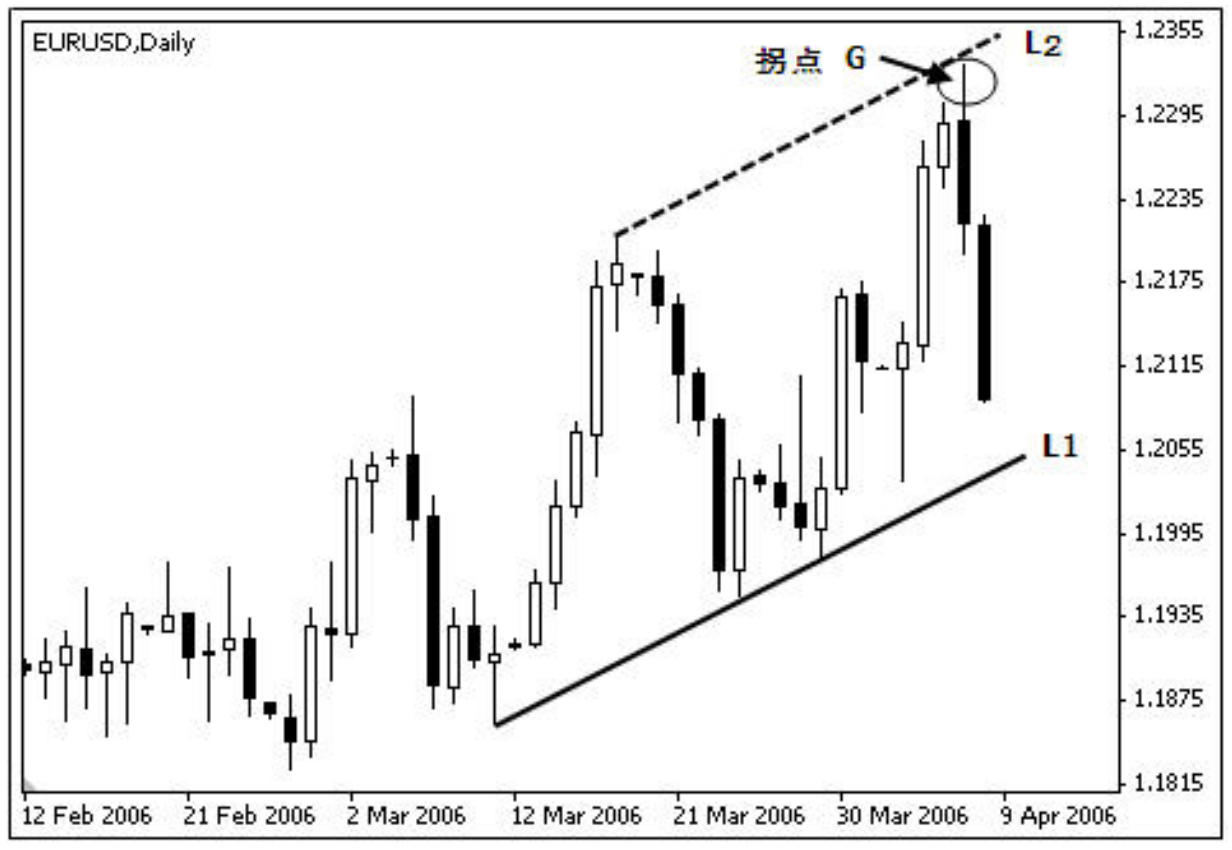 EURUSD,Daily
拐点 G
L2
L1
1.2355
1.2295
1.2235
1.2175
1.2115
1.2055
1.1995
1.1935
1.1875
1.1815
12 Feb 2006 21 Feb 2006 2 Mar 2006 12 Mar 2006 21 Mar 2006 30 Mar 2006 9 Apr 2006